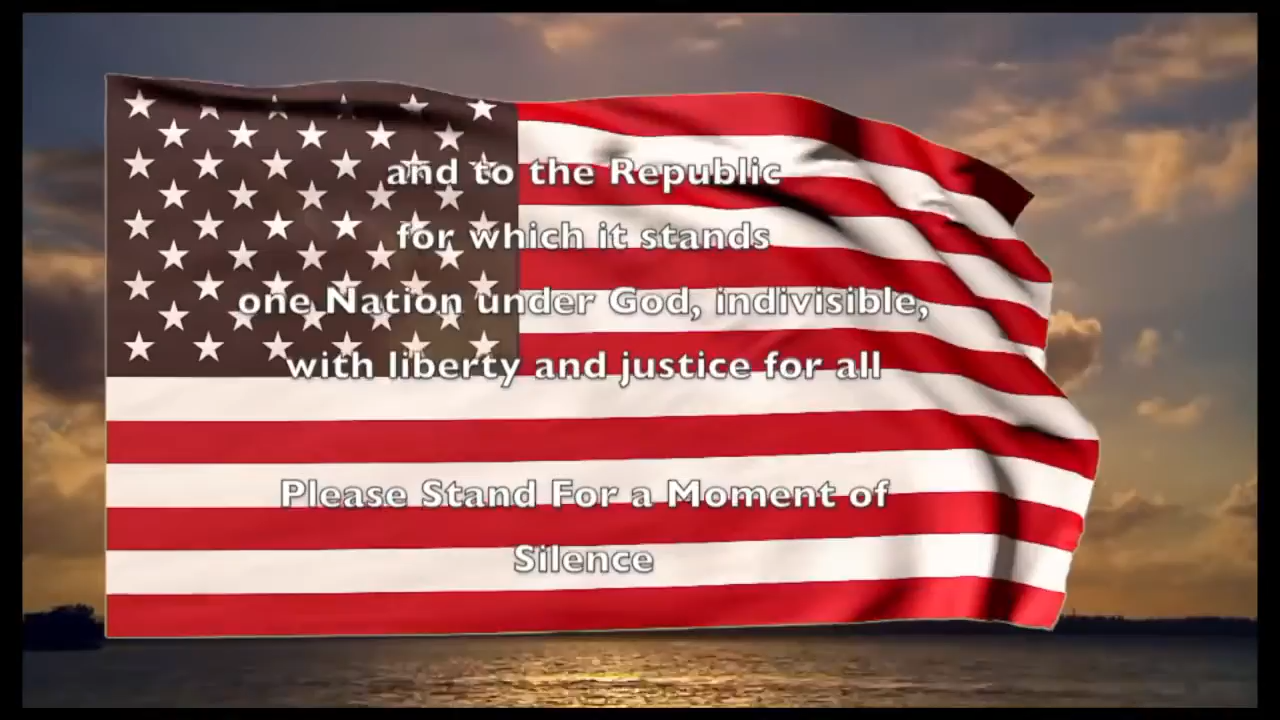 and to the Republic
for which it stands
one Nation under God, indivisible,
with liberty and justice for all
Please Stand For a Moment of
Silence